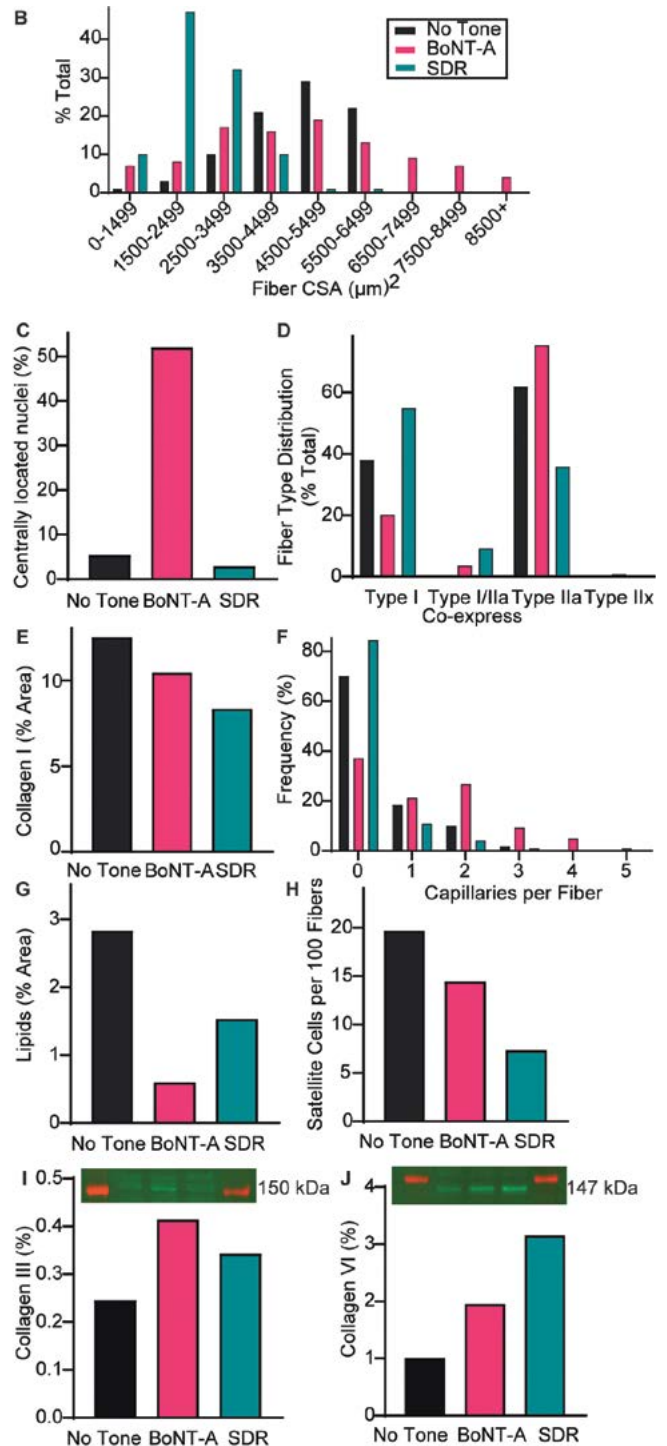 B
No Tone
BoNT-A
SDR
% Total
40
30
20
10
0
0-1499
1500-2499
2500-3499
3500-4499
4500-5499
5500-6499
6500-7499
7500-8499
8500+
Fiber CSA (µm)2
C
Centrally located nuclei (%)
50
40
30
20
10
0
No Tone BoNT-A SDR
D
Fiber Type Distribution
(% Total)
60
40
20
0
Type I Type I/IIa Type IIa Type IIx
Co-express
E
Collagen I (% Area)
10
5
0
No Tone BoNT-A SDR
F
Frequency (%)
80
60
40
20
0
0 1 2 3 4 5
Capillaries per Fiber
G
Lipids (% Area)
3
2
1
0
No Tone BoNT-A SDR
H
Satellite Cells per 100 Fibers
20
15
10
5
0
No Tone BoNT-A SDR
I
150 kDa
Collagen III (%)
0.5
0.4
0.3
0.2
0.1
0.0
No Tone BoNT-A SDR
J
147 kDa
Collagen VI (%)
4
3
2
1
0
No Tone BoNT-A SDR